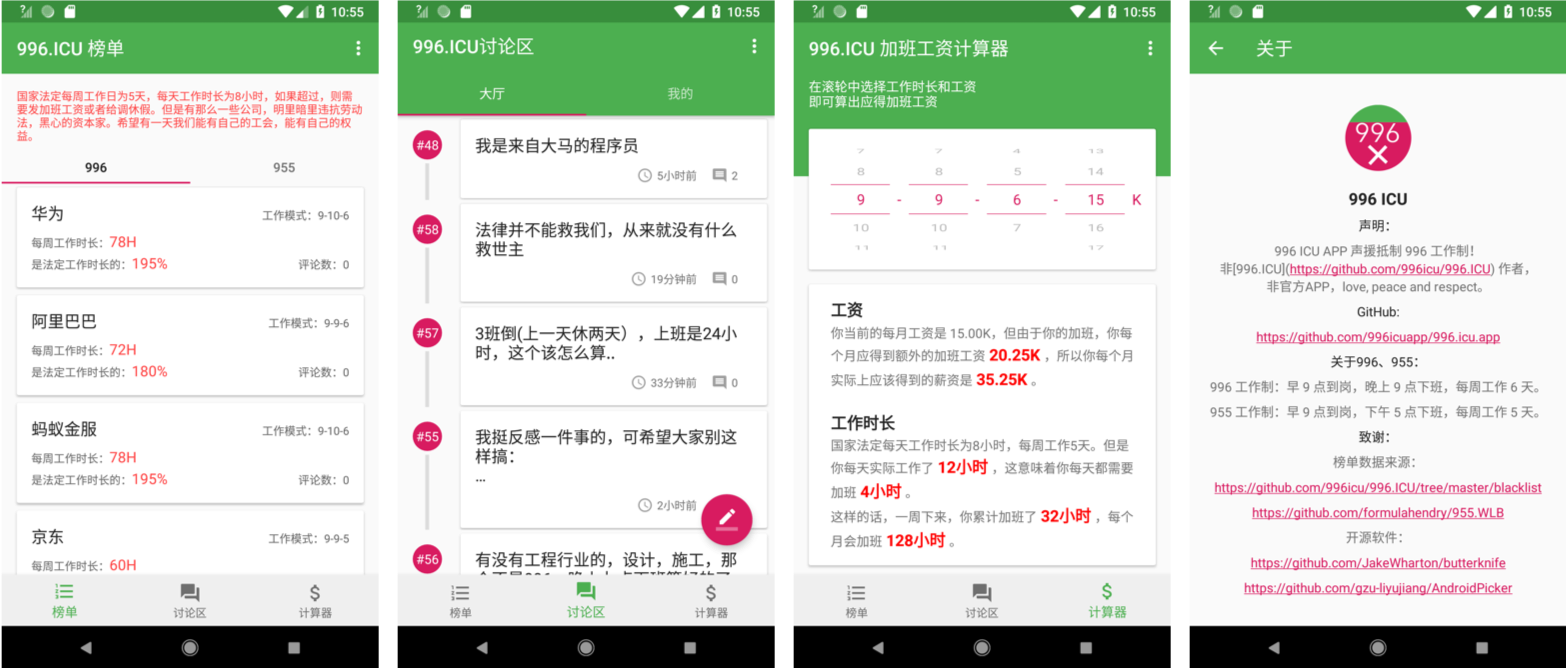 10:55
996.ICU 榜单
国家法定每周工作日为5天，每天工作时长为8小时，如果超过，则需
要发加班工资或者给调休假。但是有那么一些公司，明里暗里违抗劳动
法，黑心的资本家。希望有一天我们能有自己的工会，能有自己的权
益。
996
955
华为
工作模式：9-10-6
每周工作时长：78H
是法定工作时长的：195%
评论数：0
阿里巴巴
工作模式：9-9-6
每周工作时长：72H
是法定工作时长的：180%
评论数：0
蚂蚁金服
工作模式：9-10-6
每周工作时长：78H
是法定工作时长的：195%
评论数：0
京东
工作模式：9-9-5
每周工作时长：60H
榜单
讨论区
计算器
10:55
996.ICU讨论区
大厅
我的
#48
我是来自大马的程序员
5小时前
2
#58
法律并不能救我们，从来就没有什么
救世主
19分钟前
0
#57
3班倒(上一天休两天），上班是24小
时，这个该怎么算..
33分钟前
0
#55
我挺反感一件事的，可希望大家别这
样搞：
...
2小时前
#56
有没有工程行业的，设计，施工，那
榜单
讨论区
计算器
10:55
996.ICU 加班工资计算器
在滚轮中选择工作时长和工资
即可算出应得加班工资
7 7 4 13
8 8 5 14
9 - 9 - 6 - 15 K
10 10 7 16
11 11 17
工资
你当前的每月工资是 15.00K，但由于你的加班，你每
个月应得到额外的加班工资 20.25K ，所以你每个月
实际上应该得到的薪资是 35.25K 。
工作时长
国家法定每天工作时长为8小时，每周工作5天。但是
你每天实际工作了 12小时 ，这意味着你每天都需要
加班 4小时 。
这样的话，一周下来，你累计加班了 32小时 ，每个
月会加班 128小时 。
榜单
讨论区
计算器
10:55
关于
996
996 ICU
声明：
996 ICU APP 声援抵制 996 工作制！
非[996.ICU](https://github.com/996icu/996.ICU) 作者，
非官方APP，love, peace and respect。
GitHub:
https://github.com/996icuapp/996.icu.app
关于996、955：
996 工作制：早 9 点到岗，晚上 9 点下班，每周工作 6 天。
955 工作制：早 9 点到岗，下午 5 点下班，每周工作 5 天。
致谢：
榜单数据来源：
https://github.com/996icu/996.ICU/tree/master/blacklist
https://github.com/formulahendry/955.WLB
开源软件：
https://github.com/JakeWharton/butterknife
https://github.com/gzu-liyujiang/AndroidPicker